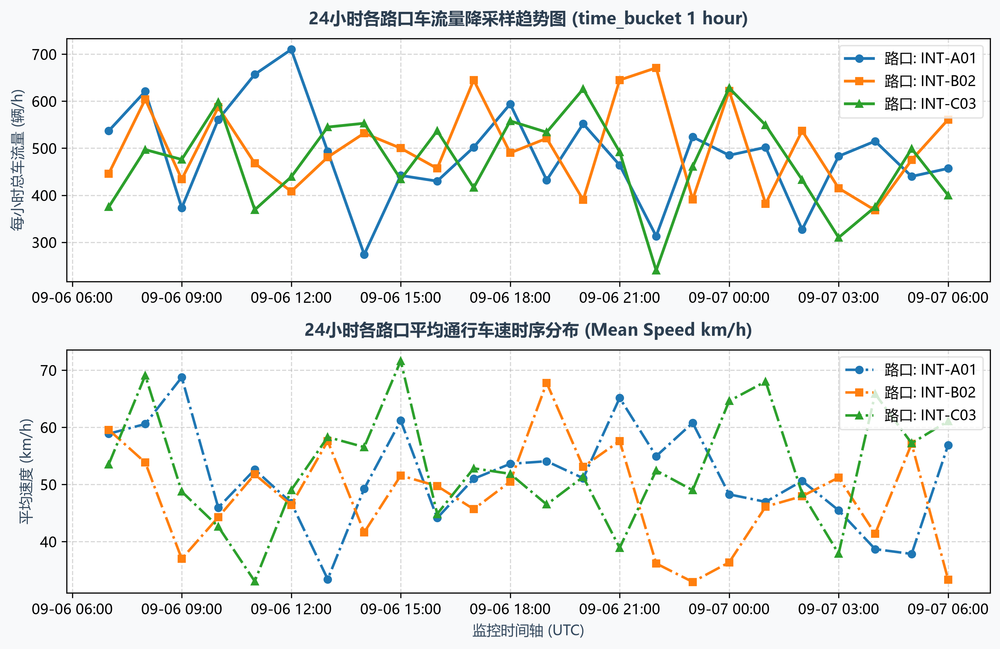 24小时各路口车流量降采样趋势图 (time_bucket 1 hour)
每小时总车流量 (辆/h)
700
600
500
400
300
路口: INT-A01
路口: INT-B02
路口: INT-C03
09-06 06:00 09-06 09:00 09-06 12:00 09-06 15:00 09-06 18:00 09-06 21:00 09-07 00:00 09-07 03:00 09-07 06:00
24小时各路口平均通行车速时序分布 (Mean Speed km/h)
平均速度 (km/h)
70
60
50
40
路口: INT-A01
路口: INT-B02
路口: INT-C03
09-06 06:00 09-06 09:00 09-06 12:00 09-06 15:00 09-06 18:00 09-06 21:00 09-07 00:00 09-07 03:00 09-07 06:00
监控时间轴 (UTC)